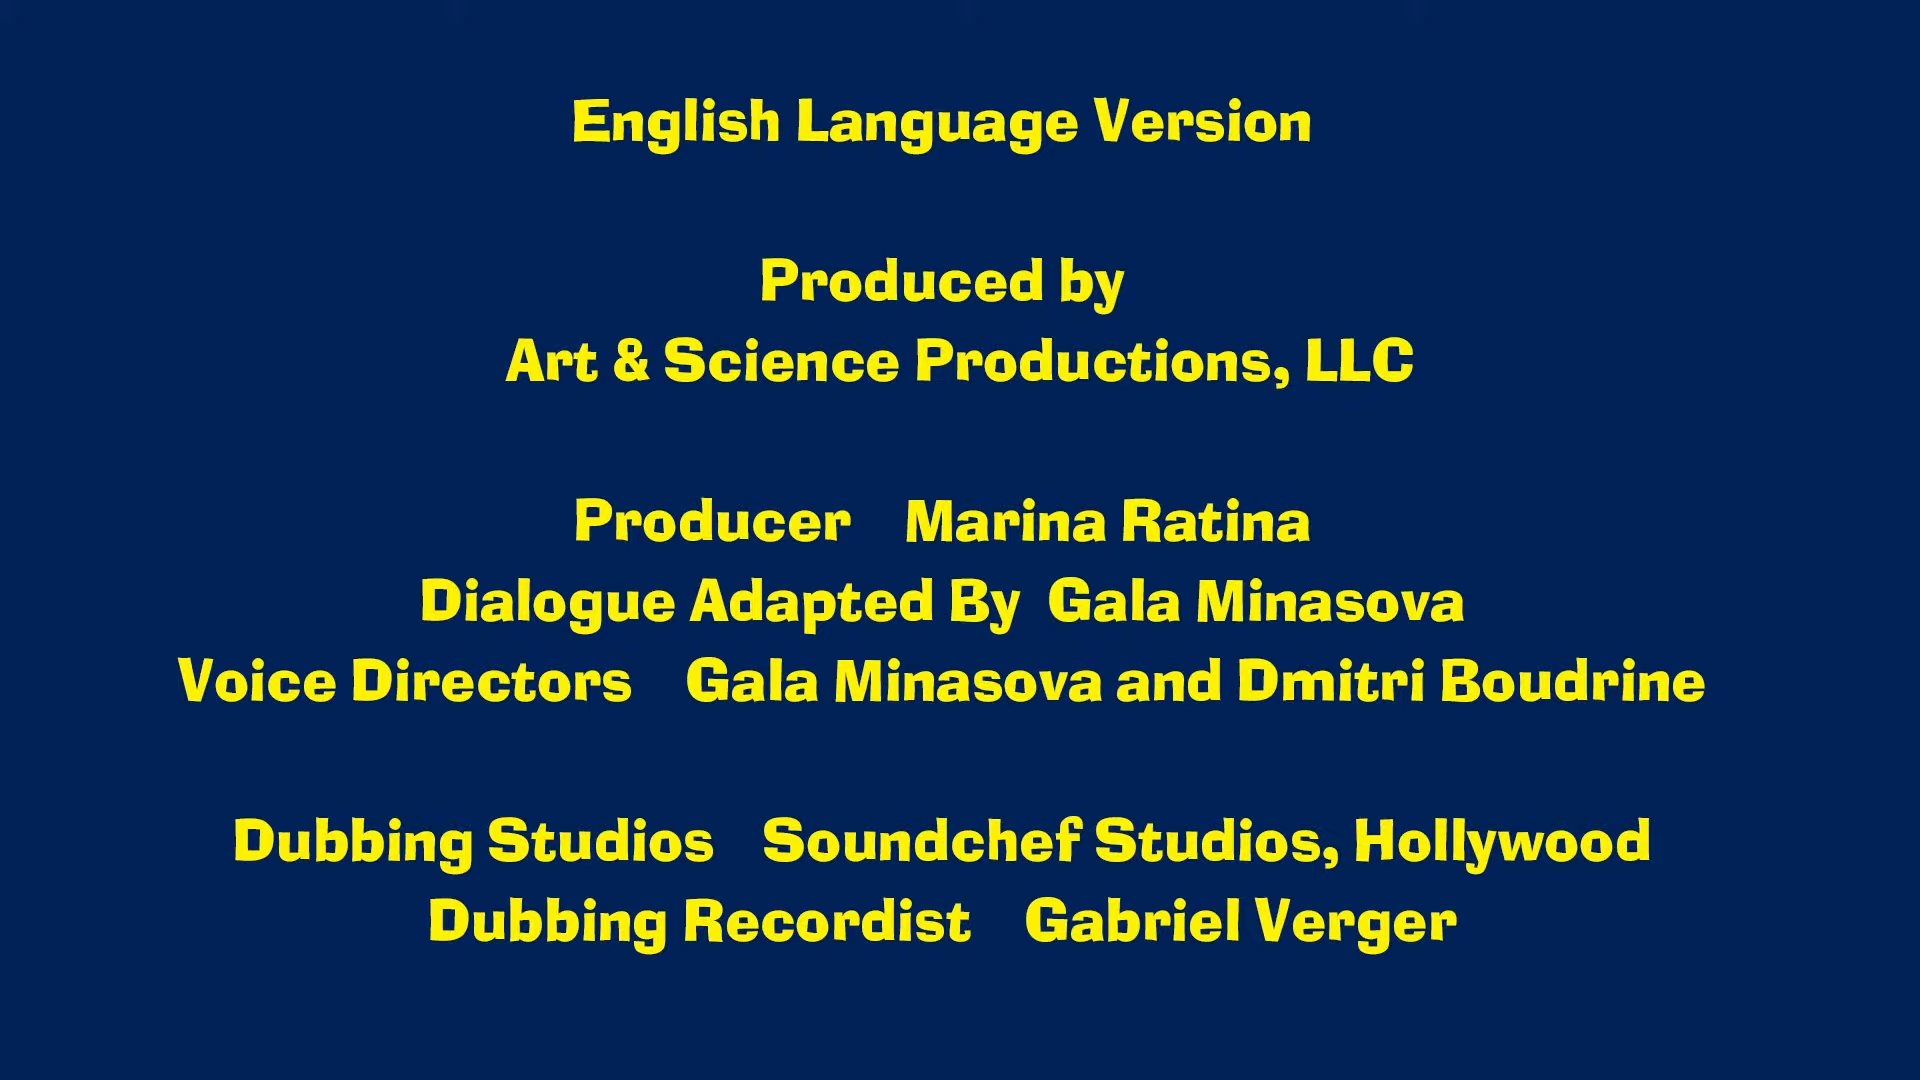 English Language Version
Produced by
Art & Science Productions, LLC
Producer Marina Ratina
Dialogue Adapted By Gala Minasova
Voice Directors Gala Minasova and Dmitri Boudrine
Dubbing Studios Soundchef Studios, Hollywood
Dubbing Recordist Gabriel Verger